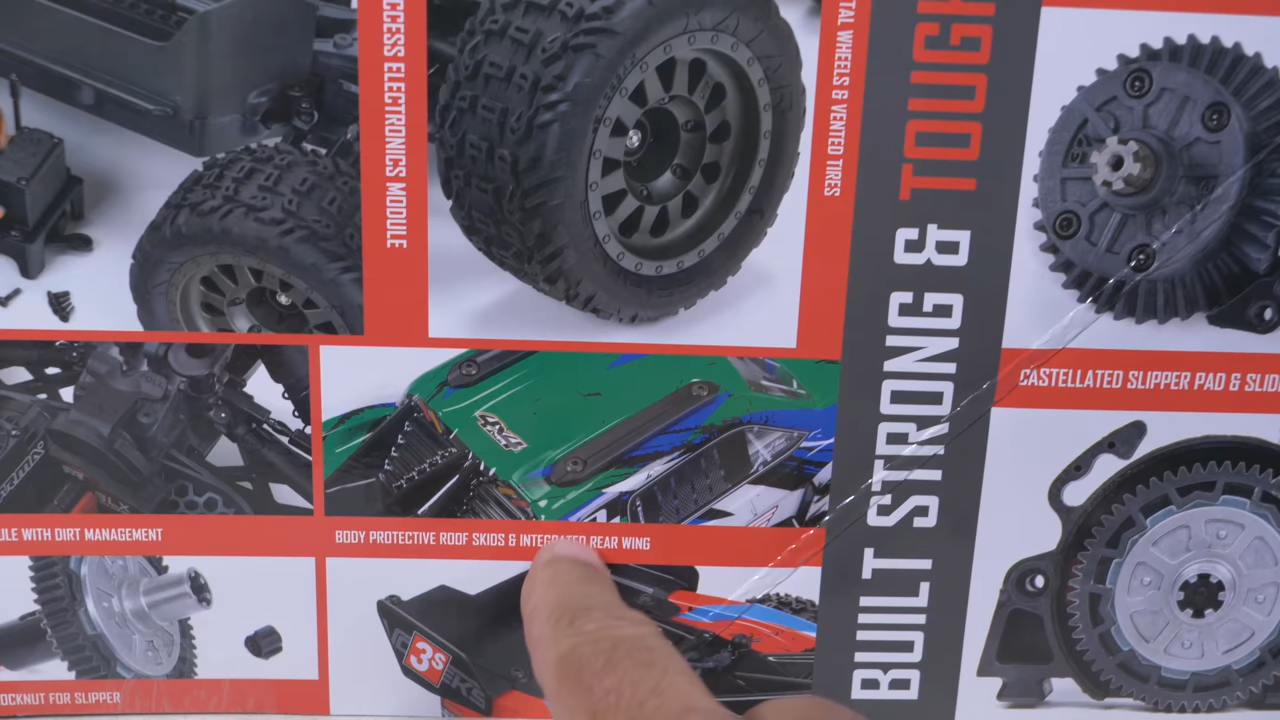 CCESS ELECTRONICS MODULE
TAL WHEELS & VENTED TIRES
BUILT STRONG & TOUGH
4X4
CASTELLATED SLIPPER PAD & SLID
ULE WITH DIRT MANAGEMENT
BODY PROTECTIVE ROOF SKIDS & INTEGRATED REAR WING
3S
OCKNUT FOR SLIPPER